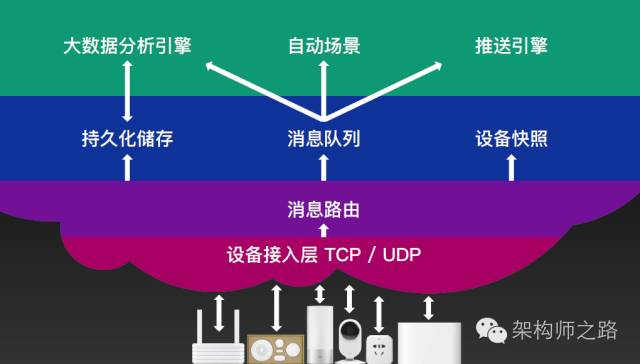 大数据分析引擎 自动场景 推送引擎
持久化储存 消息队列 设备快照
消息路由
设备接入层 TCP / UDP
架构师之路